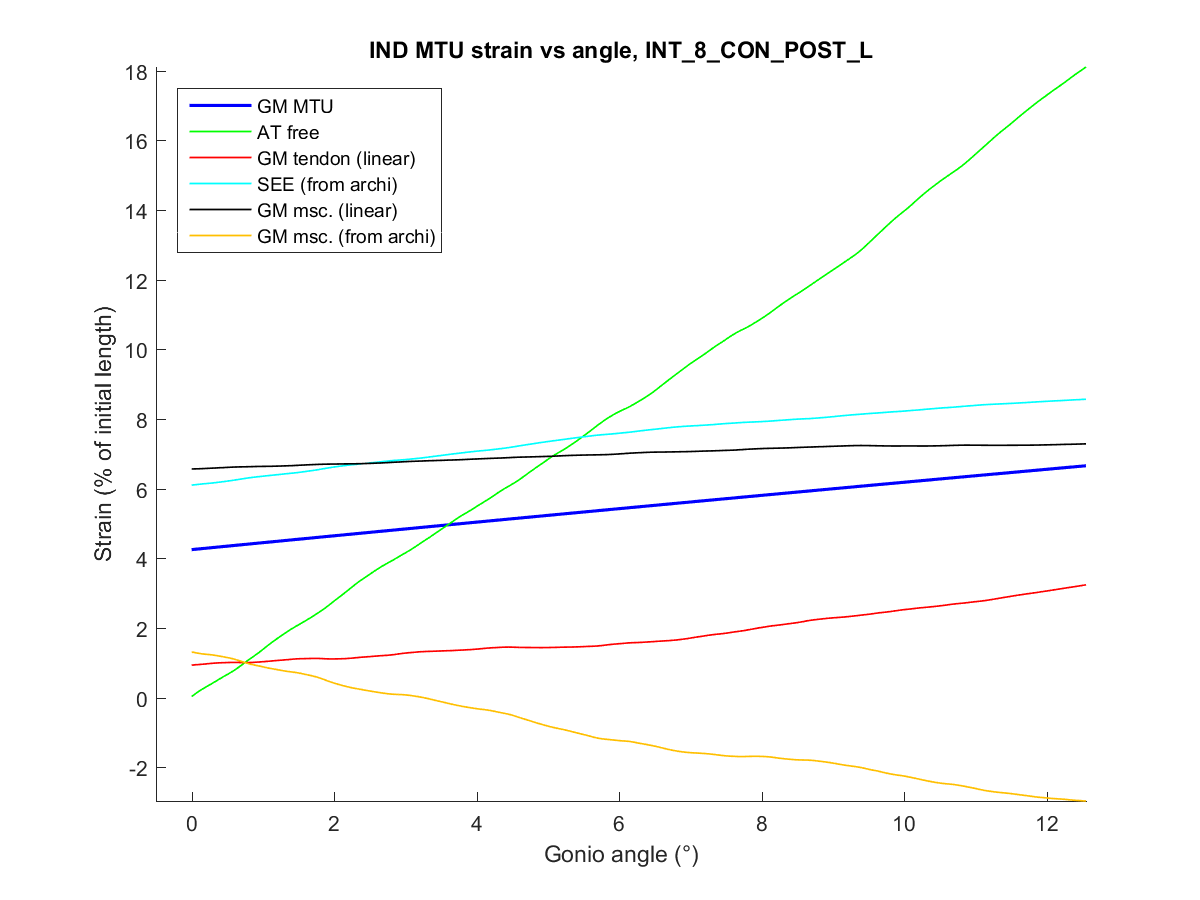 IND MTU strain vs angle, INT_8_CON_POST_L
18
16
14
12
10
8
6
4
2
0
-2
Strain (% of initial length)
GM MTU
AT free
GM tendon (linear)
SEE (from archi)
GM msc. (linear)
GM msc. (from archi)
0 2 4 6 8 10 12
Gonio angle (°)